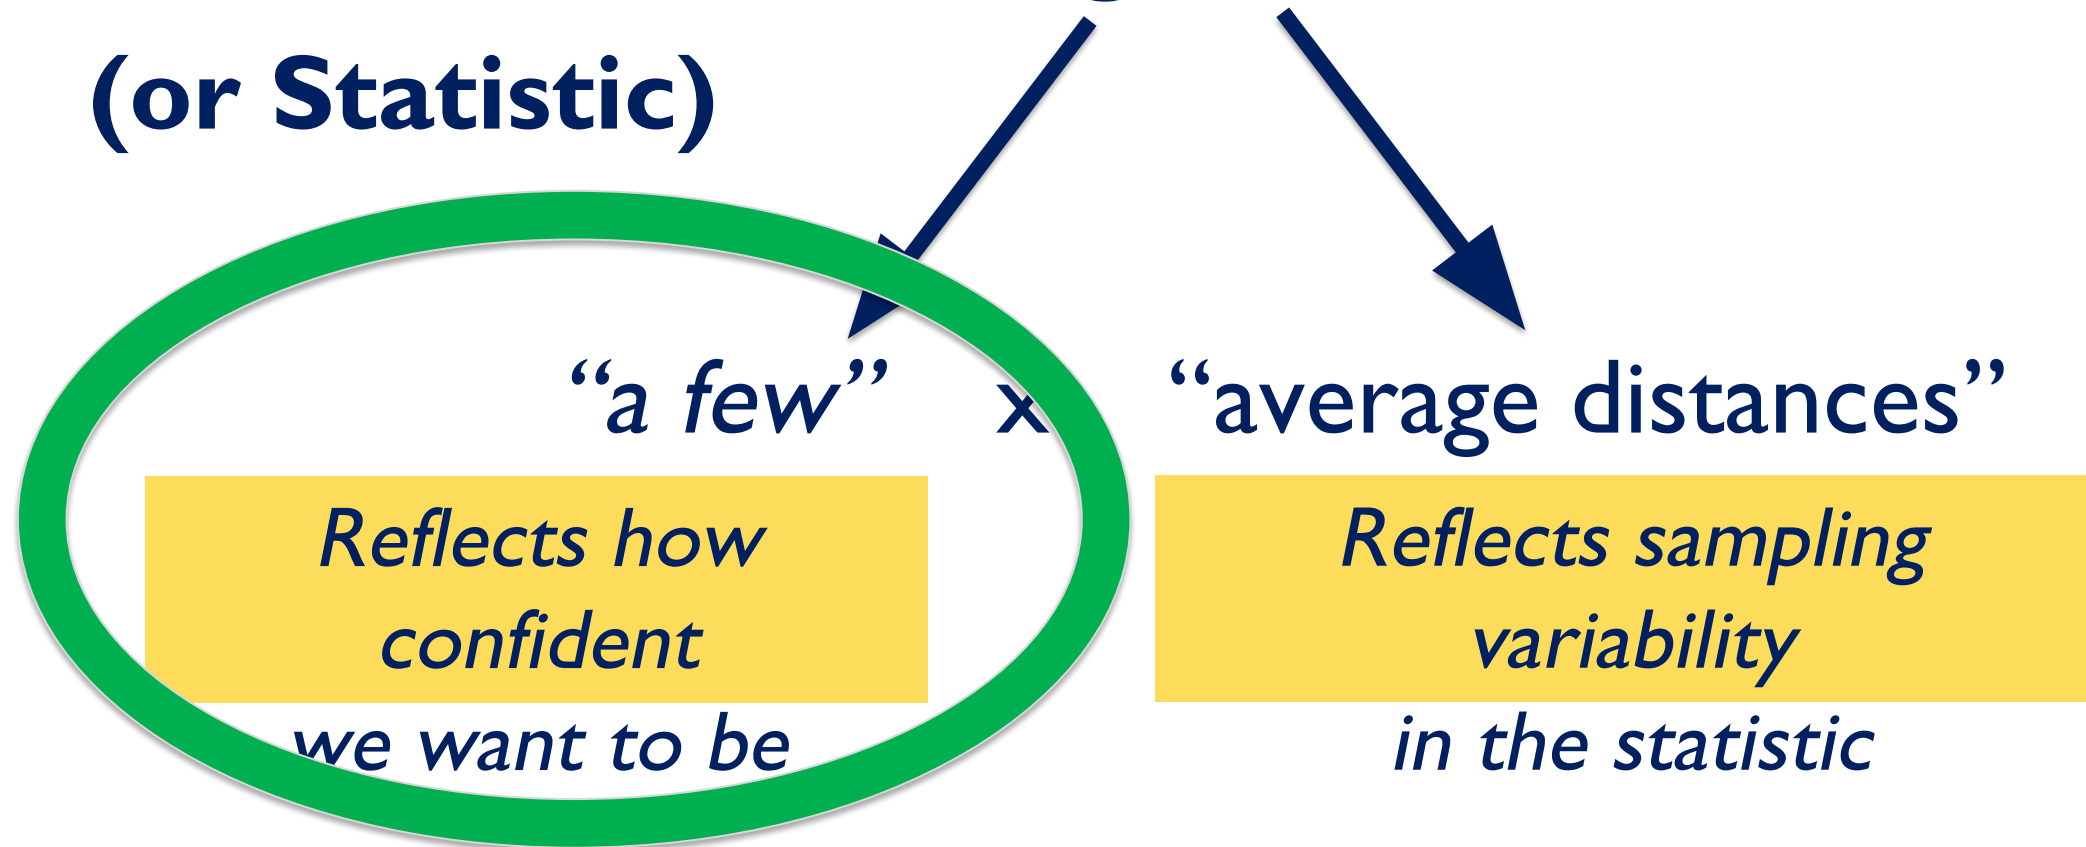 (or Statistic)
“a few” x “average distances”
Reflects how
confident
we want to be
Reflects sampling
variability
in the statistic